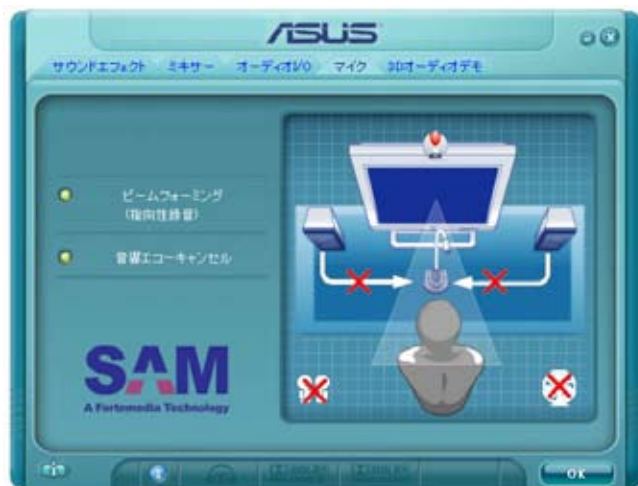 ASUS
サウンドエフェクト ミキサー オーディオI/O マイク 3Dオーディオデモ
ビームフォーミング
(指向性録音)
音響エコーキャンセル
SAM
A Fortemedia Technology
OK